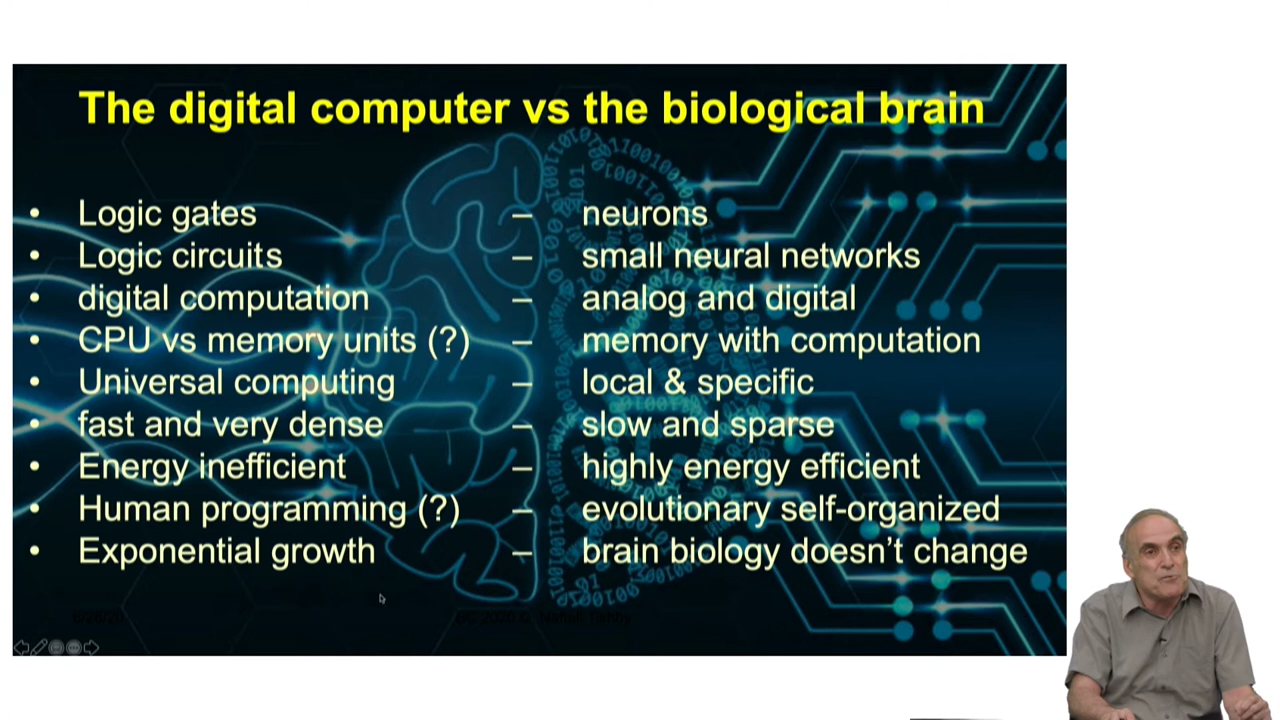 The digital computer vs the biological brain
• Logic gates – neurons
• Logic circuits – small neural networks
• digital computation – analog and digital
• CPU vs memory units (?) – memory with computation
• Universal computing – local & specific
• fast and very dense – slow and sparse
• Energy inefficient – highly energy efficient
• Human programming (?) – evolutionary self-organized
• Exponential growth – brain biology doesn’t change